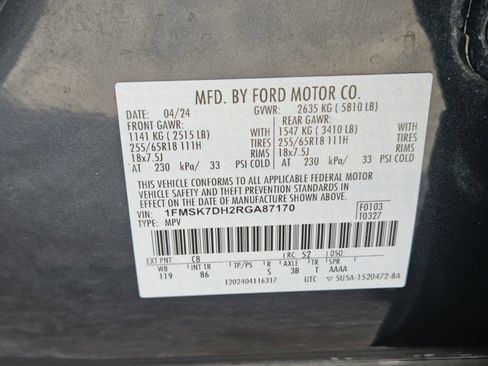 MFD. BY FORD MOTOR CO.
DATE: 04/24 GVWR: 2635 KG ( 5810 LB)
FRONT GAWR: REAR GAWR:
1141 KG ( 2515 LB) WITH 1547 KG ( 3410 LB) WITH
255/65R18 111H TIRES 255/65R18 111H TIRES
18x7.5J RIMS 18x7.5J RIMS
AT 230 kPa/ 33 PSI COLD AT 230 kPa/ 33 PSI COLD
THIS VEHICLE CONFORMS TO ALL APPLICABLE FEDERAL MOTOR
VEHICLE SAFETY AND THEFT PREVENTION STANDARDS IN
EFFECT ON THE DATE OF MANUFACTURE SHOWN ABOVE.
VIN: 1FMSK7DH2RGA87170 F0103
TYPE: MPV T0327
EXT PNT: C8 RC: 52 DSO:
WB INT TR TP/PS R AXLE TR SPR
119 86 S 3B T AAAA
1202404116317 UTC ▽ 5U5A-1520472-BA